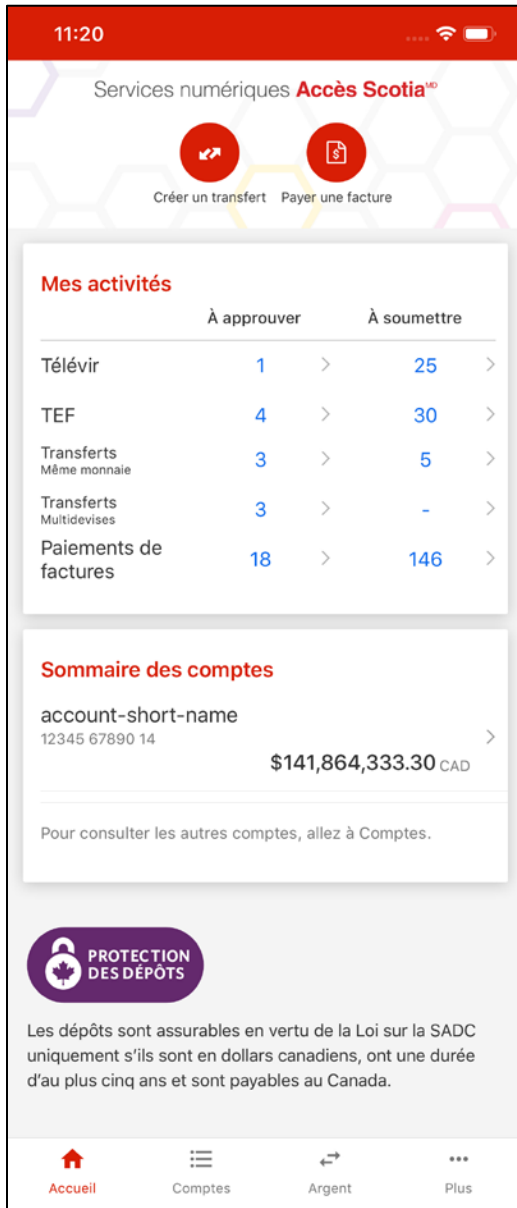 11:20
Services numériques Accès Scotia MD
Créer un transfert Payer une facture
Mes activités
À approuver À soumettre
Télévir 1 25
TEF 4 30
Transferts
Même monnaie 3 5
Transferts
Multidevises 3 -
Paiements de
factures 18 146
Sommaire des comptes
account-short-name
12345 67890 14
$141,864,333.30 CAD
Pour consulter les autres comptes, allez à Comptes.
PROTECTION
DES DÉPÔTS
Les dépôts sont assurables en vertu de la Loi sur la SADC
uniquement s’ils sont en dollars canadiens, ont une durée
d’au plus cinq ans et sont payables au Canada.
Accueil Comptes Argent Plus